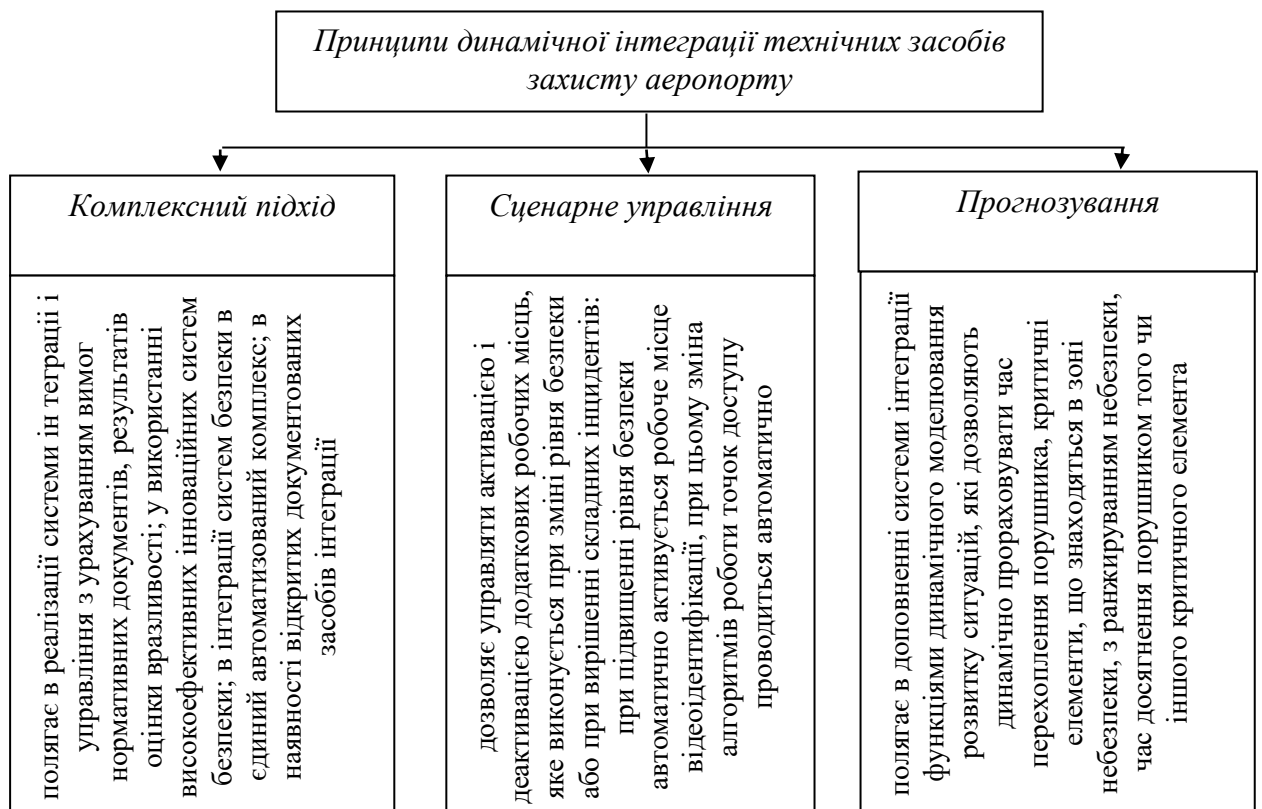 Принципи динамічної інтеграції технічних засобів
захисту аеропорту
Комплексний підхід
полягає в реалізації системи ін теграції і
управління з урахуванням вимог
нормативних документів, результатів
оцінки вразливості; у використанні
високоефективних інноваційних систем
безпеки; в інтеграції систем безпеки в
єдиний автоматизований комплекс; в
наявності відкритих документованих
засобів інтеграції
Сценарне управління
дозволяє управляти активацією і
деактивацією додаткових робочих місць,
яке виконується при зміні рівня безпеки
або при вирішенні складних інцидентів:
при підвищенні рівня безпеки
автоматично активується робоче місце
відеоідентифікації, при цьому зміна
алгоритмів роботи точок доступу
проводиться автоматично
Прогнозування
полягає в доповненні системи інтеграції
функціями динамічного моделювання
розвитку ситуацій, які дозволяють
динамічно прораховувати час
перехоплення порушника, критичні
елементи, що знаходяться в зоні
небезпеки, з ранжируванням небезпеки,
час досягнення порушником того чи
іншого критичного елемента